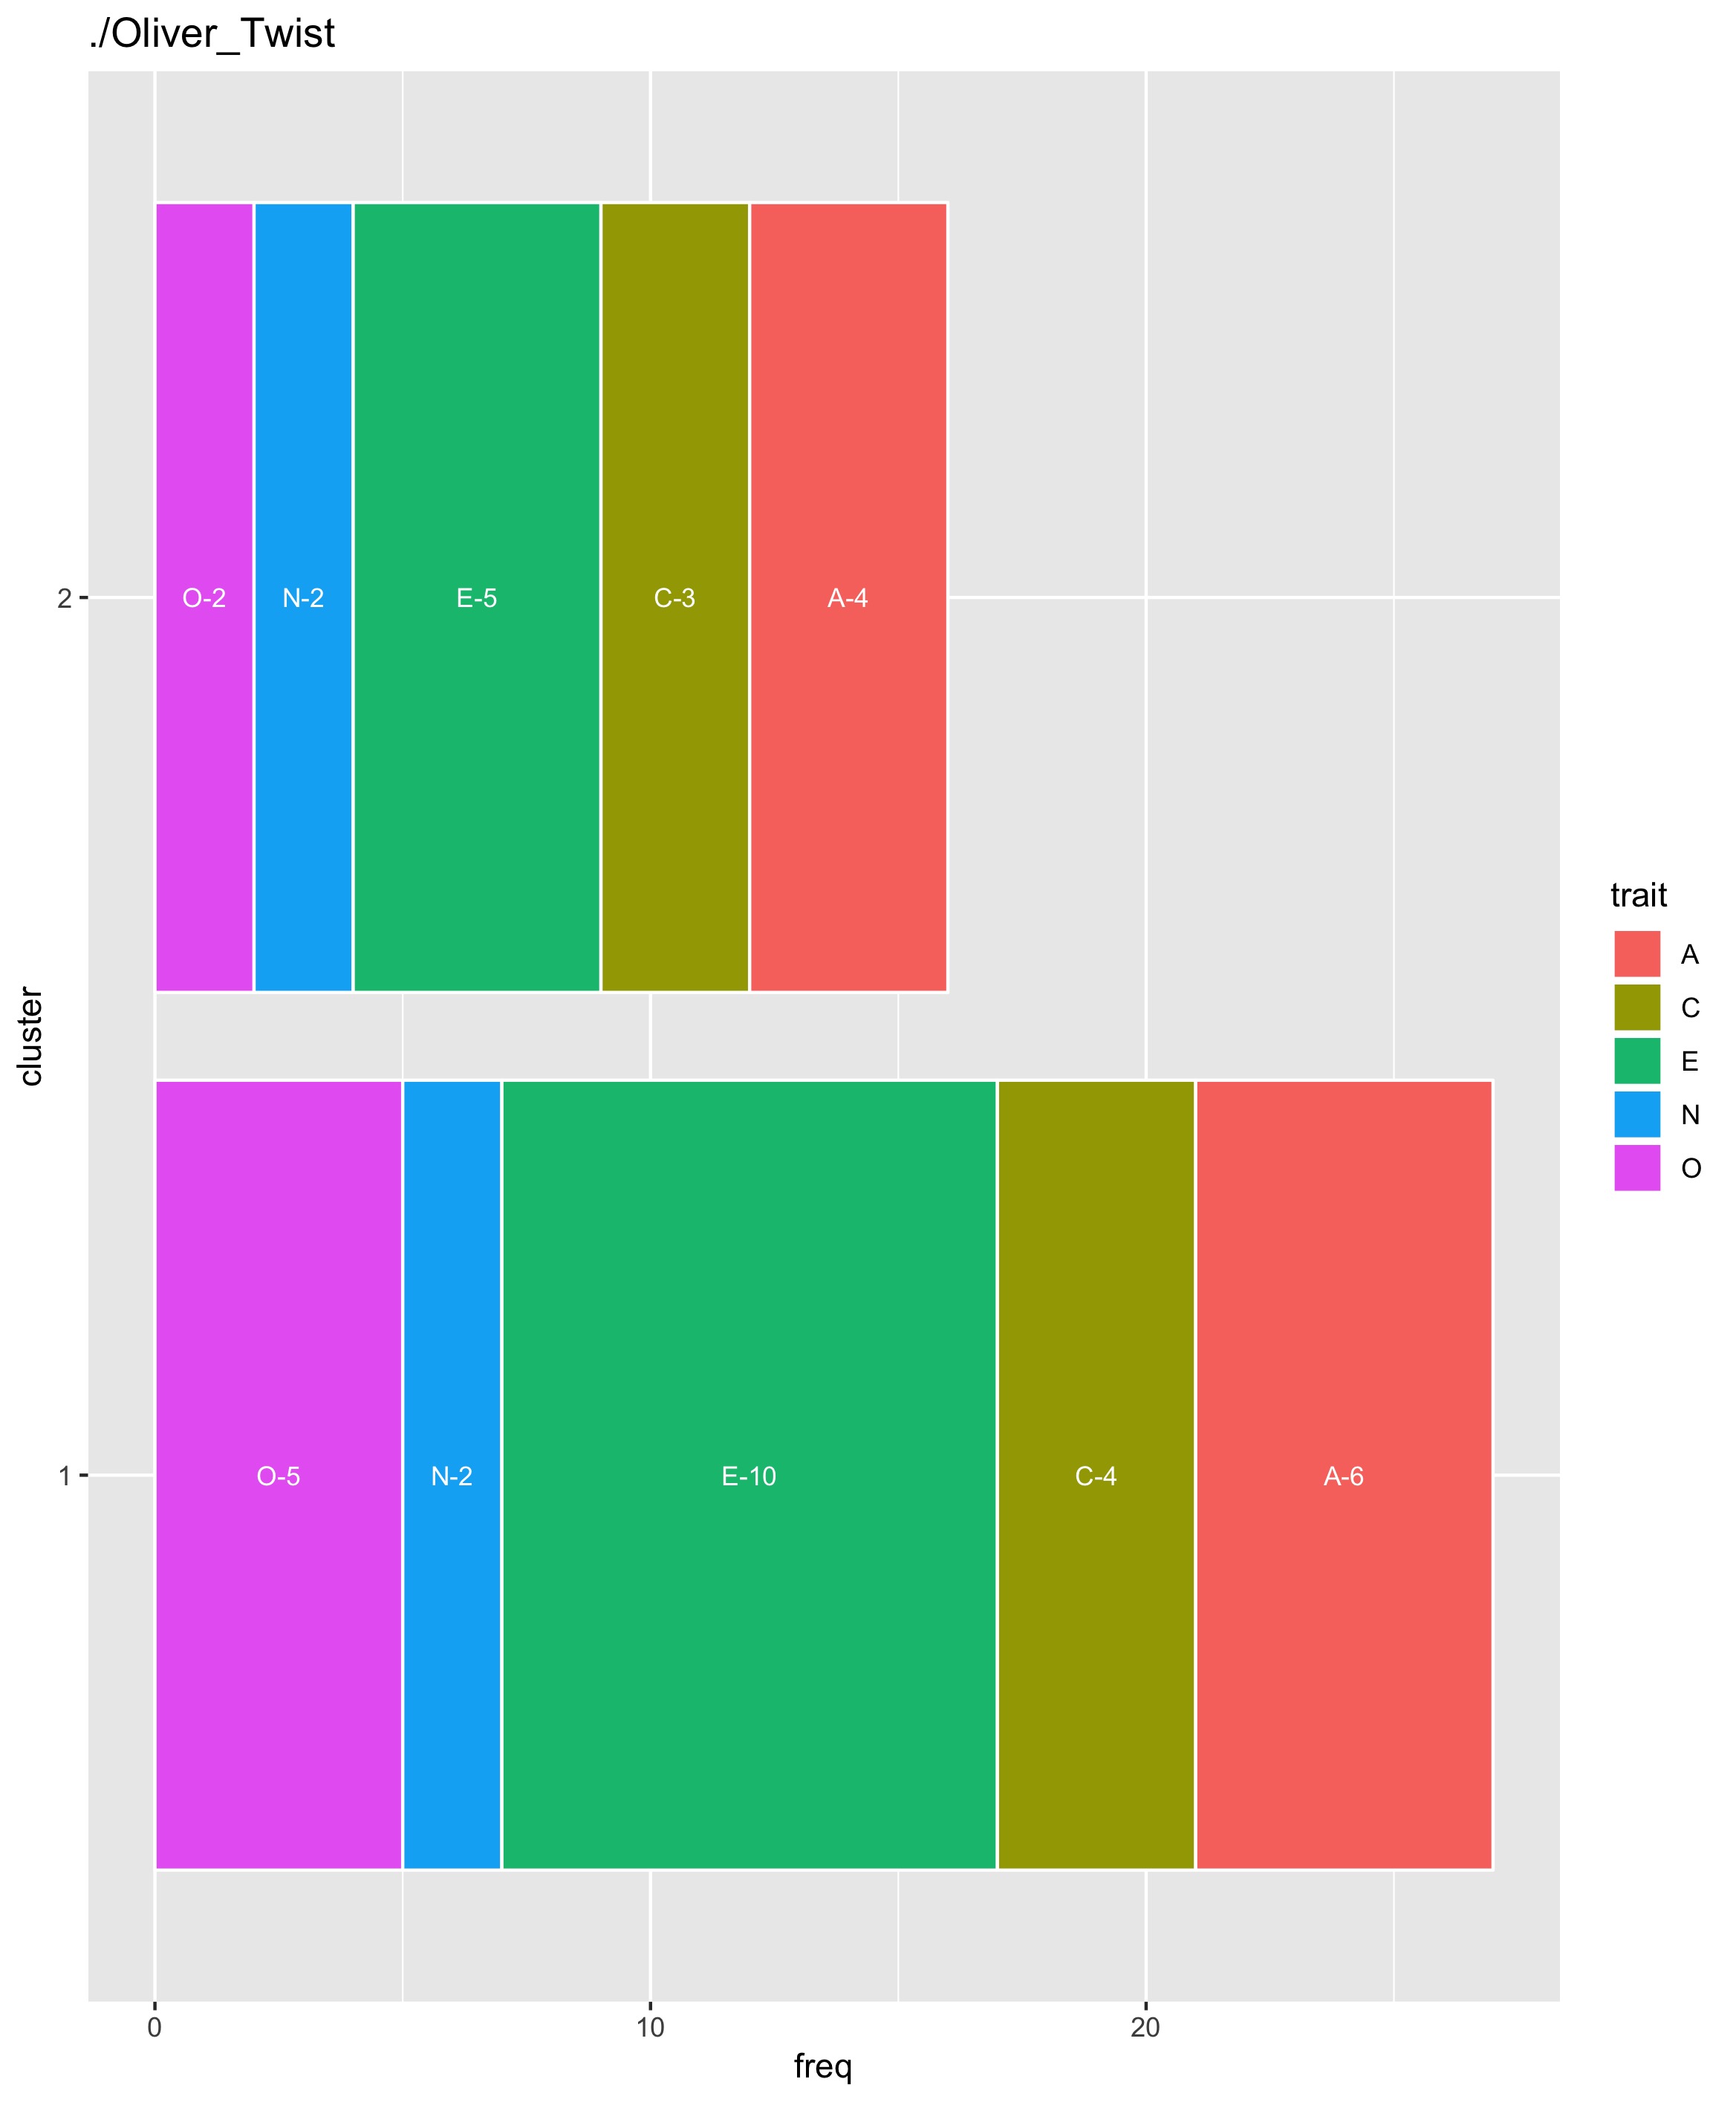 ./Oliver_Twist
2
O-2 N-2 E-5 C-3 A-4
cluster
1
O-5 N-2 E-10 C-4 A-6
0 10 20
freq
trait
A
C
E
N
O